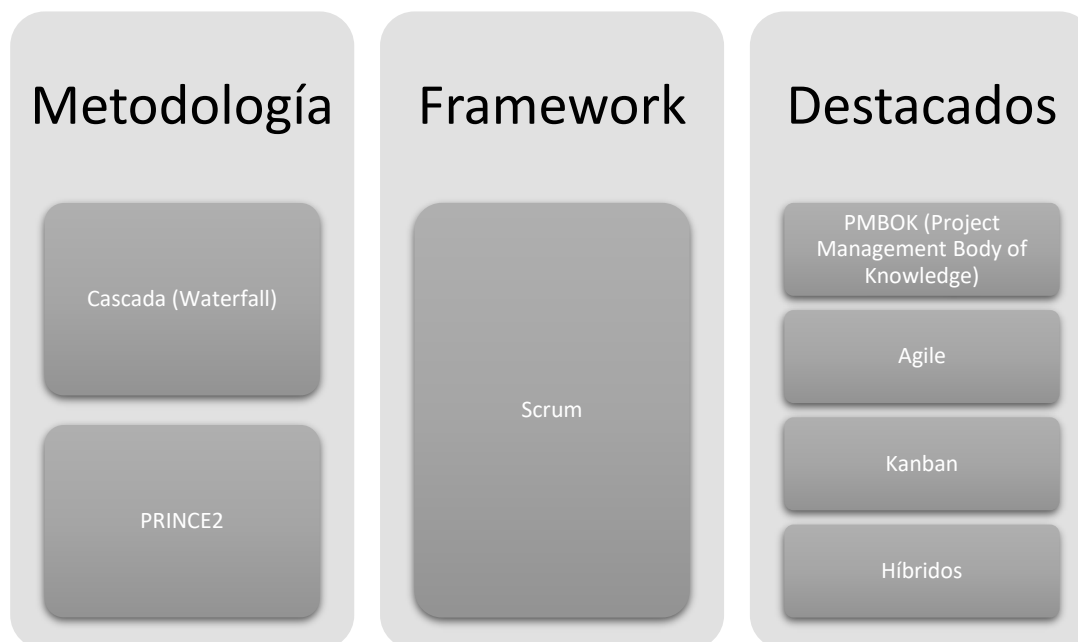 Metodología
Cascada (Waterfall)
PRINCE2
Framework
Scrum
Destacados
PMBOK (Project
Management Body of
Knowledge)
Agile
Kanban
Híbridos